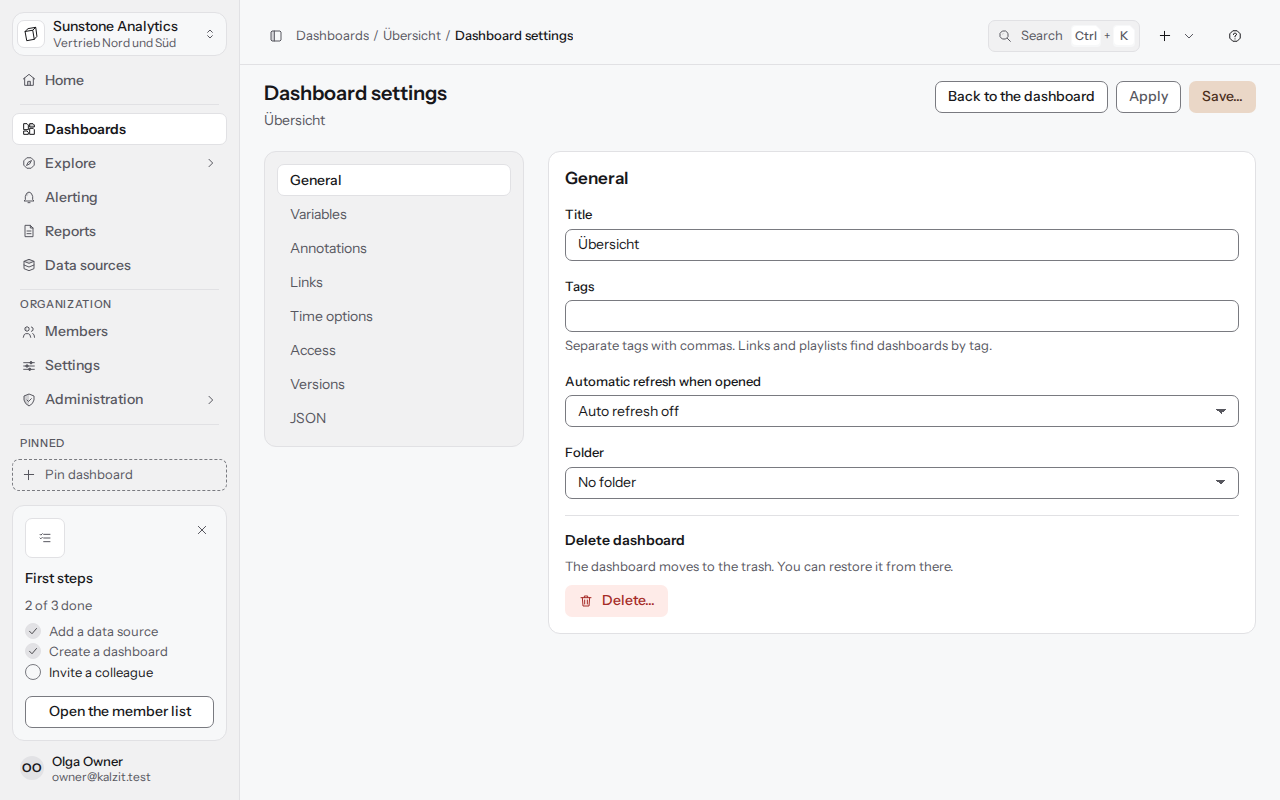 Sunstone Analytics
Vertrieb Nord und Süd
Home
Dashboards
Explore
Alerting
Reports
Data sources
ORGANIZATION
Members
Settings
Administration
PINNED
Pin dashboard
First steps
2 of 3 done
Add a data source
Create a dashboard
Invite a colleague
Open the member list
OO
Olga Owner
owner@kalzit.test
Dashboards / Übersicht / Dashboard settings
Search Ctrl + K
Dashboard settings
Übersicht
Back to the dashboard
Apply
Save...
General
Variables
Annotations
Links
Time options
Access
Versions
JSON
General
Title
Übersicht
Tags
Separate tags with commas. Links and playlists find dashboards by tag.
Automatic refresh when opened
Auto refresh off
Folder
No folder
Delete dashboard
The dashboard moves to the trash. You can restore it from there.
Delete...